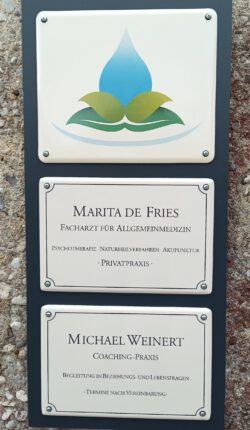 MARITA DE FRIES
FACHARZT FÜR ALLGEMEINMEDIZIN
PSYCHOTHERAPIE · NATURHEILVERFAHREN · AKUPUNKTUR
· PRIVATPRAXIS ·
MICHAEL WEINERT
COACHING-PRAXIS
BEGLEITUNG IN BEZIEHUNGS- UND LEBENSFRAGEN
· TERMINE NACH VEREINBARUNG ·